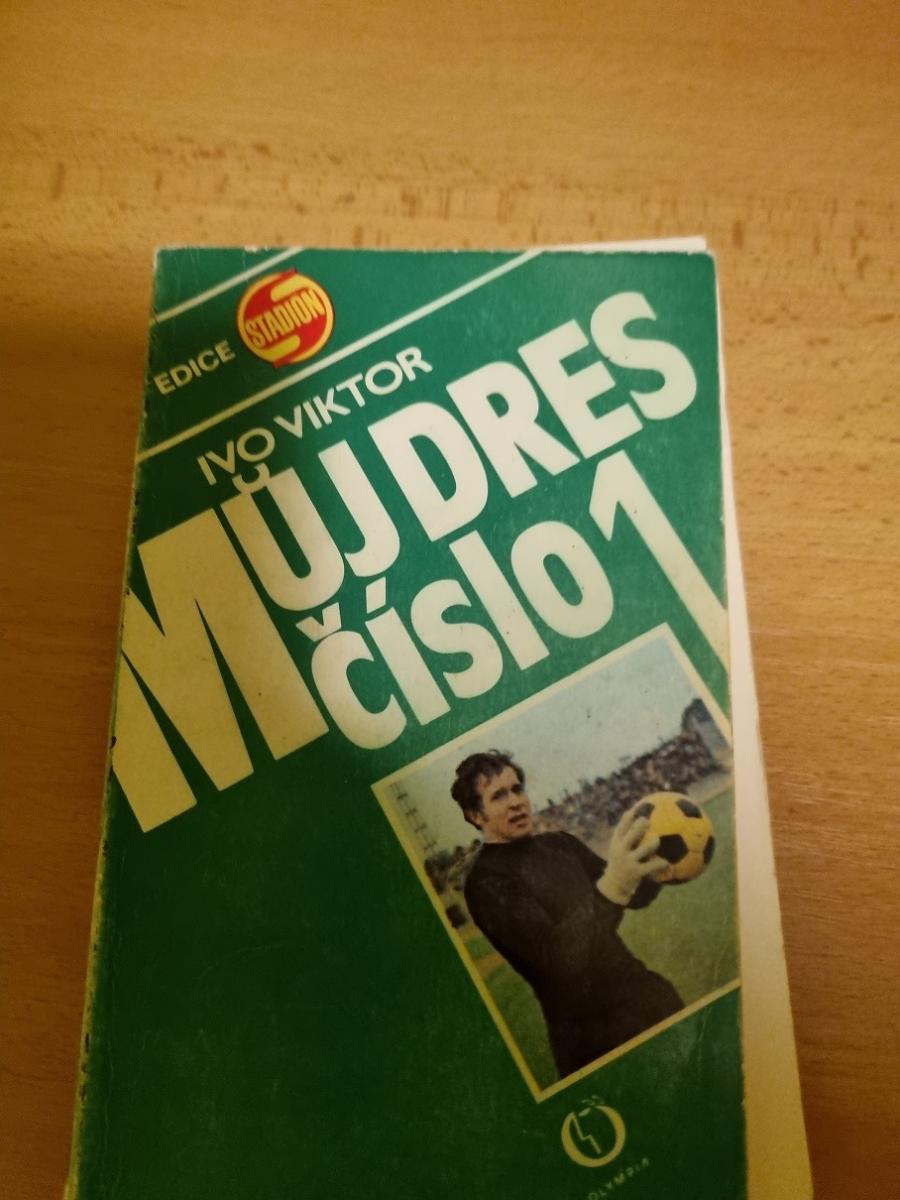 EDICE STADION
IVO VIKTOR
MŮJ DRES
ČÍSlO 1
OLYMPIA